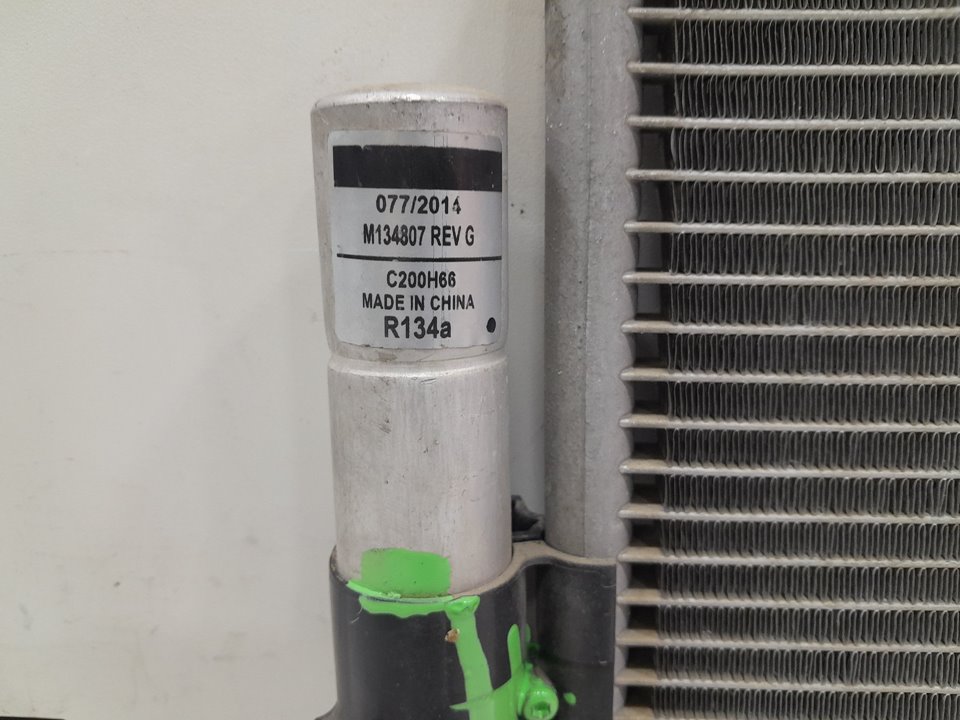 077/2014
M134807 REV G
C200H66
MADE IN CHINA
R134a